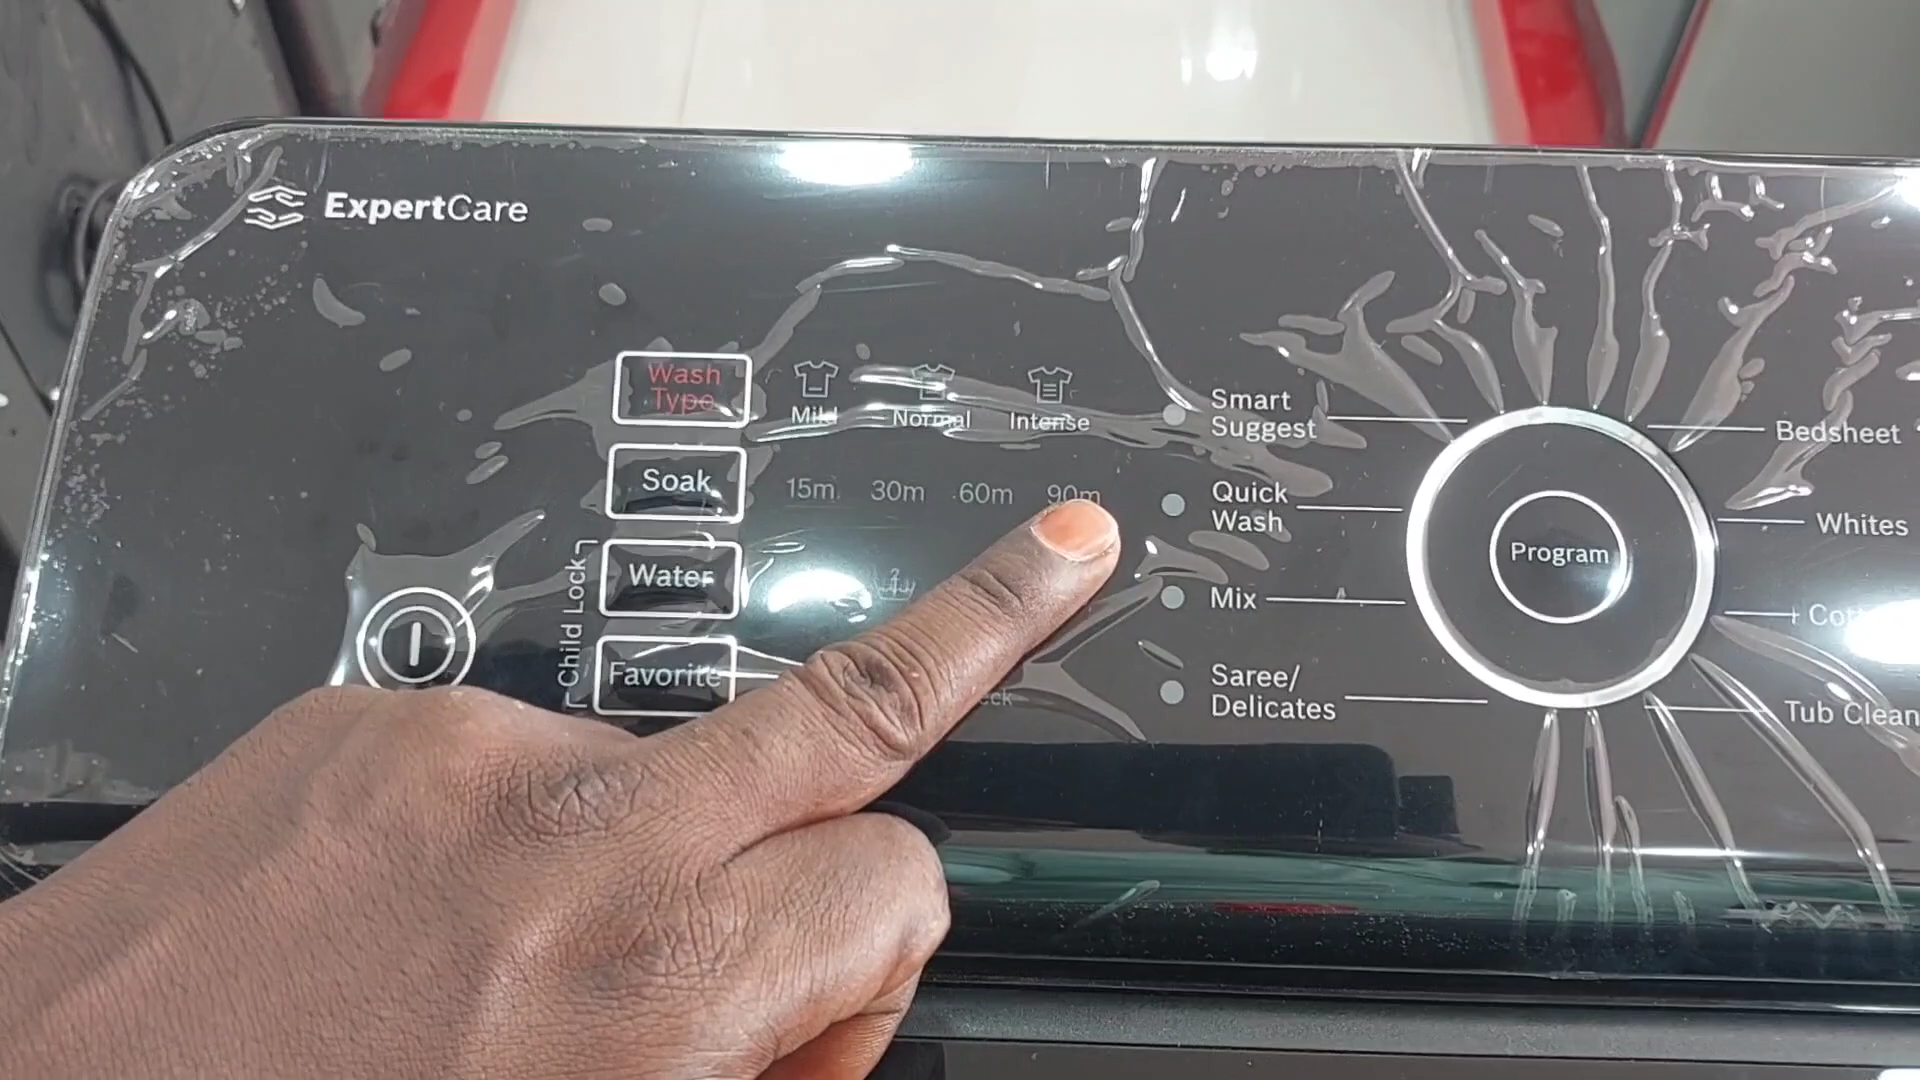 ExpertCare
Wash
Type
Mild
Normal
Intense
Soak
15m
30m
60m
90m
Water
Favorite
Child Lock
Smart
Suggest
Quick
Wash
Mix
Saree/
Delicates
Program
Bedsheet
Whites
Tub Clean